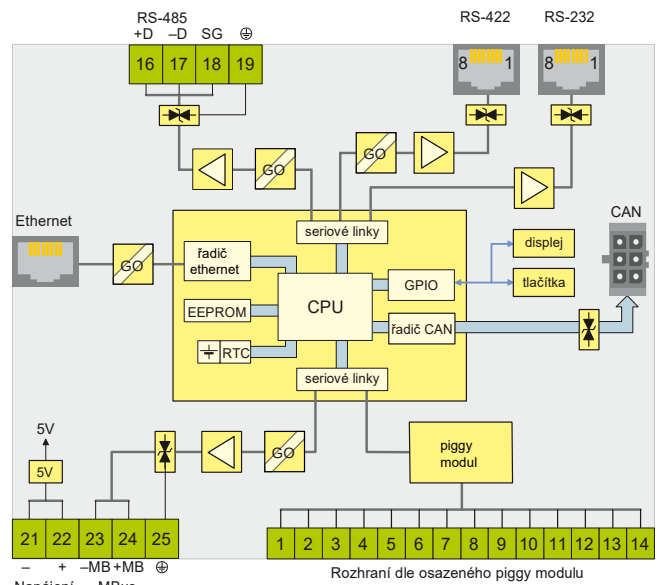 RS-485
+D –D SG ⏚
16 17 18 19
RS-422
8 1
RS-232
8 1
GO
GO
Ethernet
GO
CAN
seriové linky
řadič
ethernet
displej
GPIO
tlačítka
CPU
EEPROM
řadič CAN
RTC
seriové linky
5V
5V
GO
piggy
modul
21 22 23 24 25
1 2 3 4 5 6 7 8 9 10 11 12 13 14
– + –MB +MB ⏚
Rozhraní dle osazeného piggy modulu
Napájení MBus